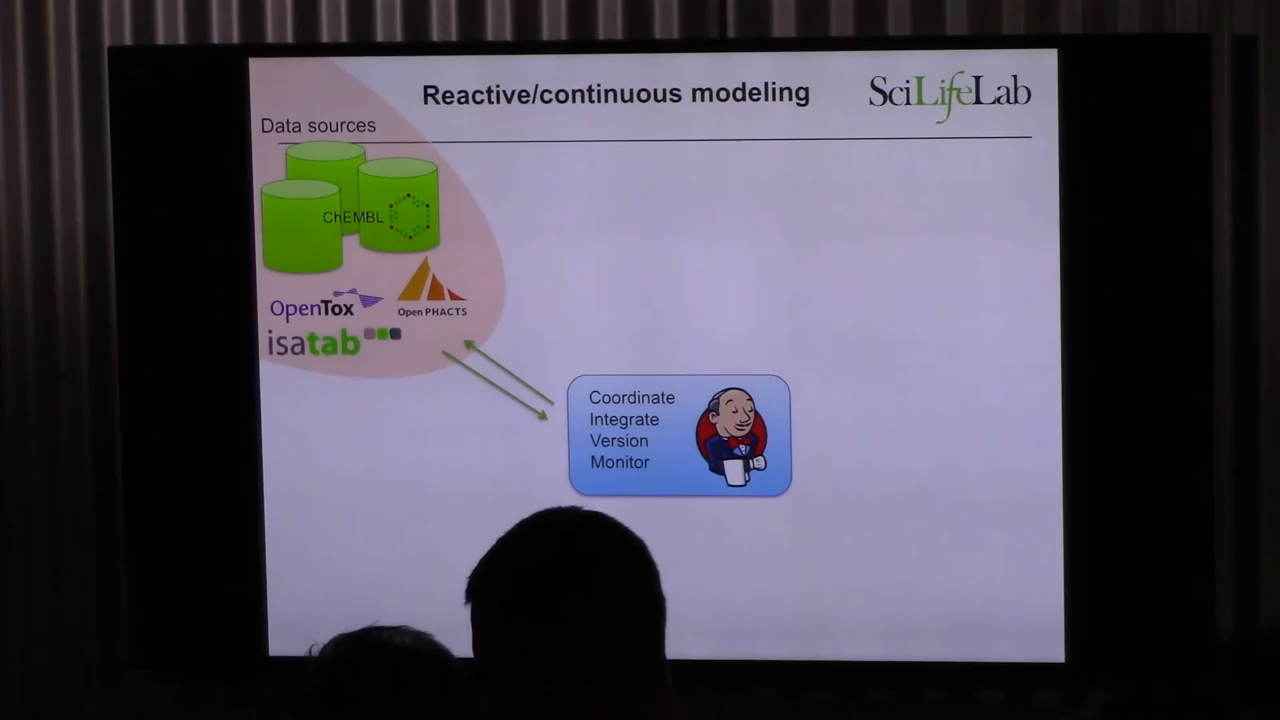 Reactive/continuous modeling
SciLifeLab
Data sources
ChEMBL
OpenTox
Open PHACTS
isatab
Coordinate
Integrate
Version
Monitor